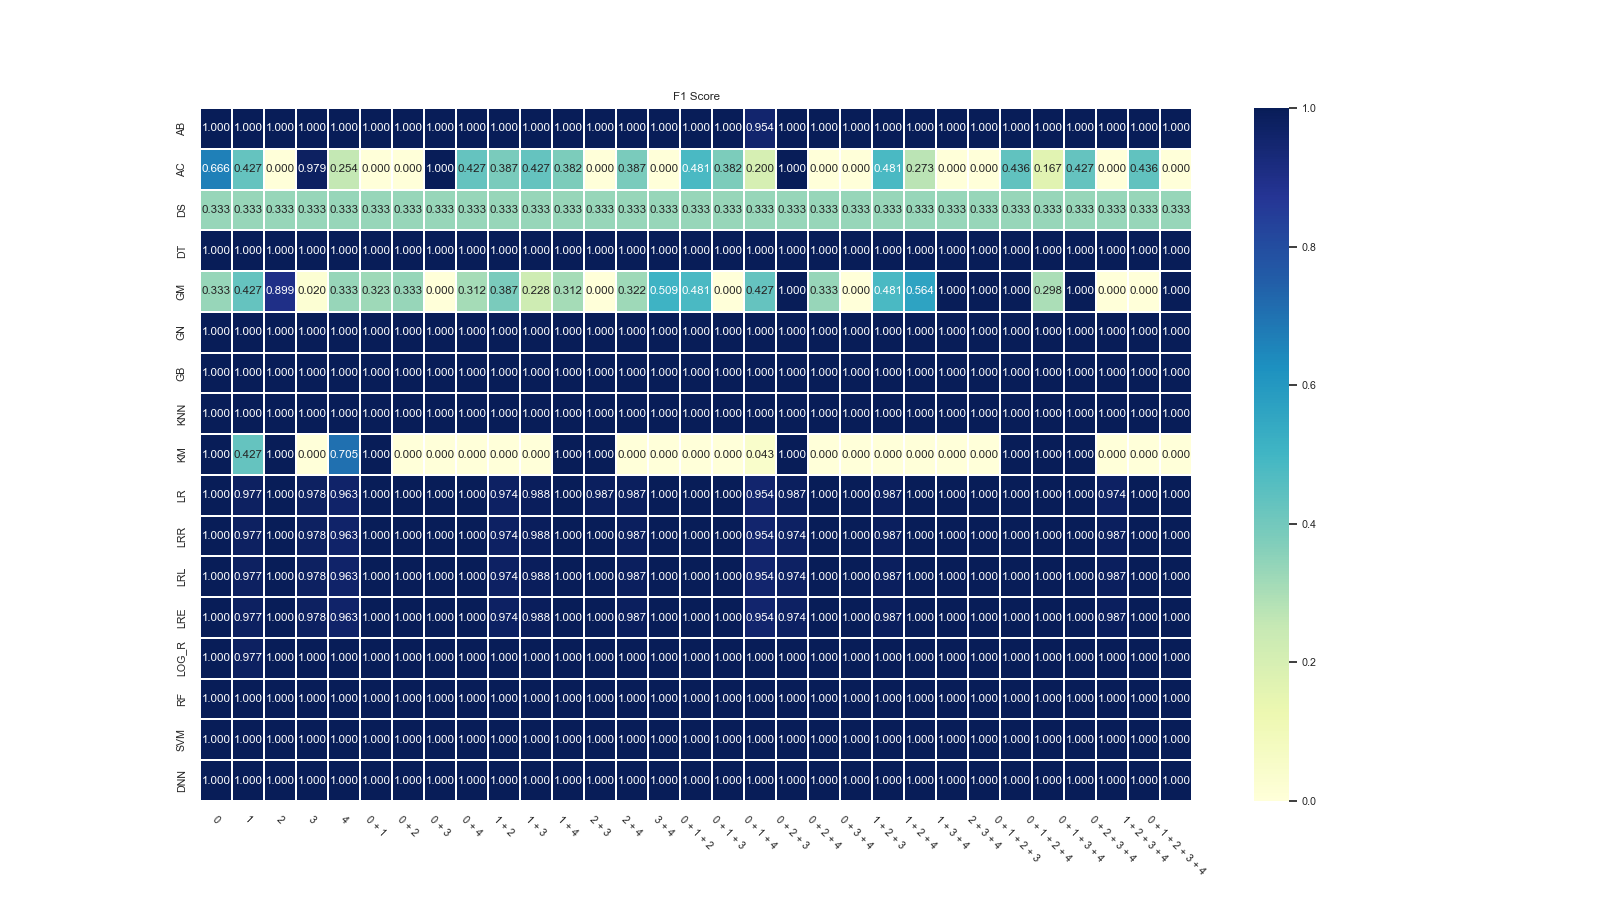 F1 Score
AB 1.000 1.000 1.000 1.000 1.000 1.000 1.000 1.000 1.000 1.000 1.000 1.000 1.000 1.000 1.000 1.000 1.000 0.954 1.000 1.000 1.000 1.000 1.000 1.000 1.000 1.000 1.000 1.000 1.000 1.000 1.000
AC 0.666 0.427 0.000 0.979 0.254 0.000 0.000 1.000 0.427 0.387 0.427 0.382 0.000 0.387 0.000 0.481 0.382 0.200 1.000 0.000 0.000 0.481 0.273 0.000 0.000 0.436 0.167 0.427 0.000 0.436 0.000
DS 0.333 0.333 0.333 0.333 0.333 0.333 0.333 0.333 0.333 0.333 0.333 0.333 0.333 0.333 0.333 0.333 0.333 0.333 0.333 0.333 0.333 0.333 0.333 0.333 0.333 0.333 0.333 0.333 0.333 0.333 0.333
DT 1.000 1.000 1.000 1.000 1.000 1.000 1.000 1.000 1.000 1.000 1.000 1.000 1.000 1.000 1.000 1.000 1.000 1.000 1.000 1.000 1.000 1.000 1.000 1.000 1.000 1.000 1.000 1.000 1.000 1.000 1.000
GM 0.333 0.427 0.899 0.020 0.333 0.323 0.333 0.000 0.312 0.387 0.228 0.312 0.000 0.322 0.509 0.481 0.000 0.427 1.000 0.333 0.000 0.481 0.564 1.000 1.000 1.000 0.298 1.000 0.000 0.000 1.000
GN 1.000 1.000 1.000 1.000 1.000 1.000 1.000 1.000 1.000 1.000 1.000 1.000 1.000 1.000 1.000 1.000 1.000 1.000 1.000 1.000 1.000 1.000 1.000 1.000 1.000 1.000 1.000 1.000 1.000 1.000 1.000
GB 1.000 1.000 1.000 1.000 1.000 1.000 1.000 1.000 1.000 1.000 1.000 1.000 1.000 1.000 1.000 1.000 1.000 1.000 1.000 1.000 1.000 1.000 1.000 1.000 1.000 1.000 1.000 1.000 1.000 1.000 1.000
KNN 1.000 1.000 1.000 1.000 1.000 1.000 1.000 1.000 1.000 1.000 1.000 1.000 1.000 1.000 1.000 1.000 1.000 1.000 1.000 1.000 1.000 1.000 1.000 1.000 1.000 1.000 1.000 1.000 1.000 1.000 1.000
KM 1.000 0.427 1.000 0.000 0.705 1.000 0.000 0.000 0.000 0.000 0.000 1.000 1.000 0.000 0.000 0.000 0.000 0.043 1.000 0.000 0.000 0.000 0.000 0.000 0.000 1.000 1.000 1.000 0.000 0.000 0.000
LR 1.000 0.977 1.000 0.978 0.963 1.000 1.000 1.000 1.000 0.974 0.988 1.000 0.987 0.987 1.000 1.000 1.000 0.954 0.987 1.000 1.000 0.987 1.000 1.000 1.000 1.000 1.000 1.000 0.974 1.000 1.000
LRR 1.000 0.977 1.000 0.978 0.963 1.000 1.000 1.000 1.000 0.974 0.988 1.000 1.000 0.987 1.000 1.000 1.000 0.954 0.974 1.000 1.000 0.987 1.000 1.000 1.000 1.000 1.000 1.000 0.987 1.000 1.000
LRL 1.000 0.977 1.000 0.978 0.963 1.000 1.000 1.000 1.000 0.974 0.988 1.000 1.000 0.987 1.000 1.000 1.000 0.954 0.974 1.000 1.000 0.987 1.000 1.000 1.000 1.000 1.000 1.000 0.987 1.000 1.000
LRE 1.000 0.977 1.000 0.978 0.963 1.000 1.000 1.000 1.000 0.974 0.988 1.000 1.000 0.987 1.000 1.000 1.000 0.954 0.974 1.000 1.000 0.987 1.000 1.000 1.000 1.000 1.000 1.000 0.987 1.000 1.000
LOG_R 1.000 0.977 1.000 1.000 1.000 1.000 1.000 1.000 1.000 1.000 1.000 1.000 1.000 1.000 1.000 1.000 1.000 1.000 1.000 1.000 1.000 1.000 1.000 1.000 1.000 1.000 1.000 1.000 1.000 1.000 1.000
RF 1.000 1.000 1.000 1.000 1.000 1.000 1.000 1.000 1.000 1.000 1.000 1.000 1.000 1.000 1.000 1.000 1.000 1.000 1.000 1.000 1.000 1.000 1.000 1.000 1.000 1.000 1.000 1.000 1.000 1.000 1.000
SVM 1.000 1.000 1.000 1.000 1.000 1.000 1.000 1.000 1.000 1.000 1.000 1.000 1.000 1.000 1.000 1.000 1.000 1.000 1.000 1.000 1.000 1.000 1.000 1.000 1.000 1.000 1.000 1.000 1.000 1.000 1.000
DNN 1.000 1.000 1.000 1.000 1.000 1.000 1.000 1.000 1.000 1.000 1.000 1.000 1.000 1.000 1.000 1.000 1.000 1.000 1.000 1.000 1.000 1.000 1.000 1.000 1.000 1.000 1.000 1.000 1.000 1.000 1.000
0
1
2
3
4
0 + 1
0 + 2
0 + 3
0 + 4
1 + 2
1 + 3
1 + 4
2 + 3
2 + 4
3 + 4
0 + 1 + 2
0 + 1 + 3
0 + 1 + 4
0 + 2 + 3
0 + 2 + 4
0 + 3 + 4
1 + 2 + 3
1 + 2 + 4
1 + 3 + 4
2 + 3 + 4
0 + 1 + 2 + 3
0 + 1 + 2 + 4
0 + 1 + 3 + 4
0 + 2 + 3 + 4
1 + 2 + 3 + 4
0 + 1 + 2 + 3 + 4
1.0
0.8
0.6
0.4
0.2
0.0